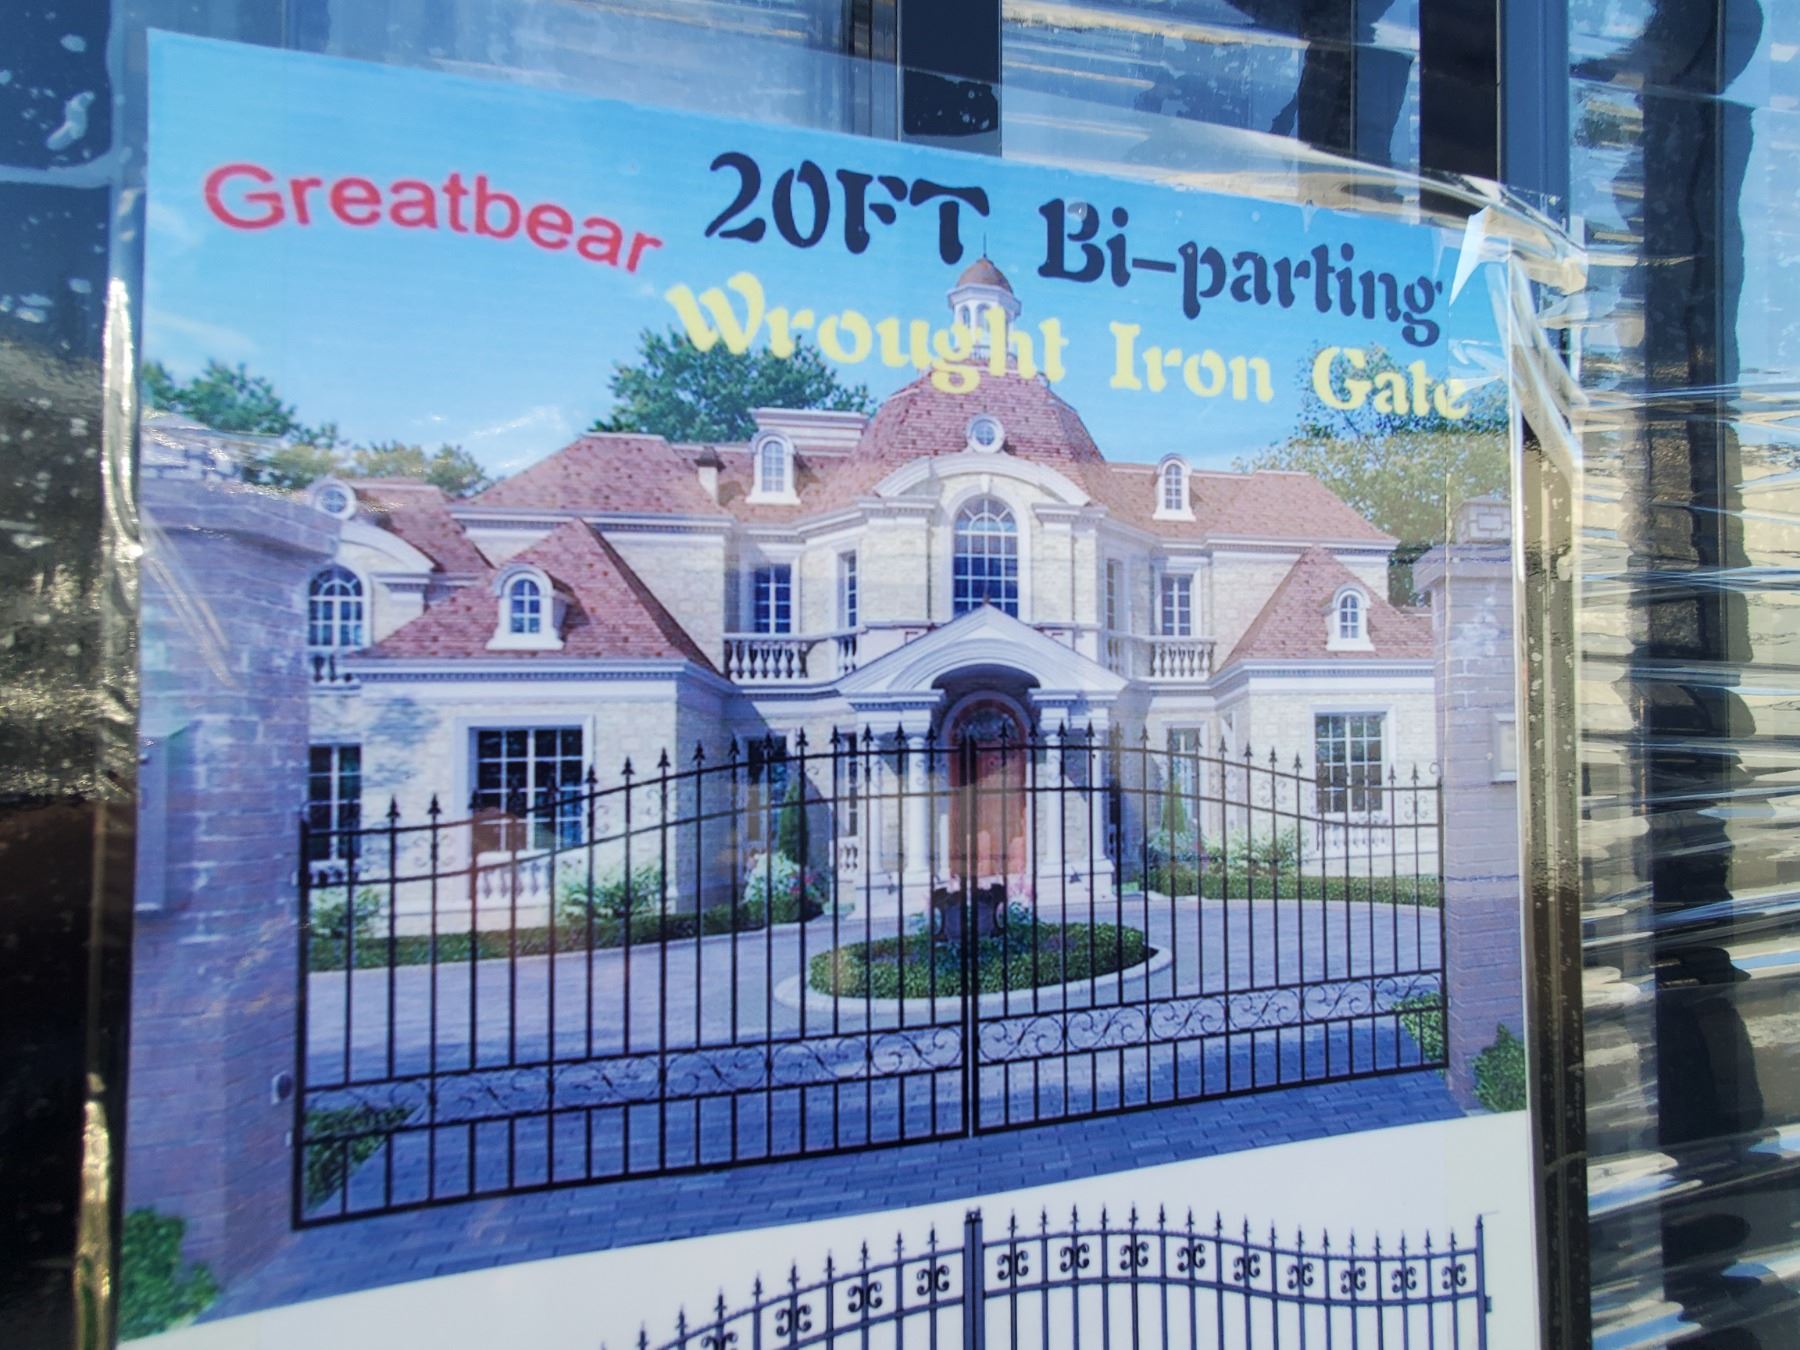 Greatbear
20FT Bi-parting
Wrought Iron Gate